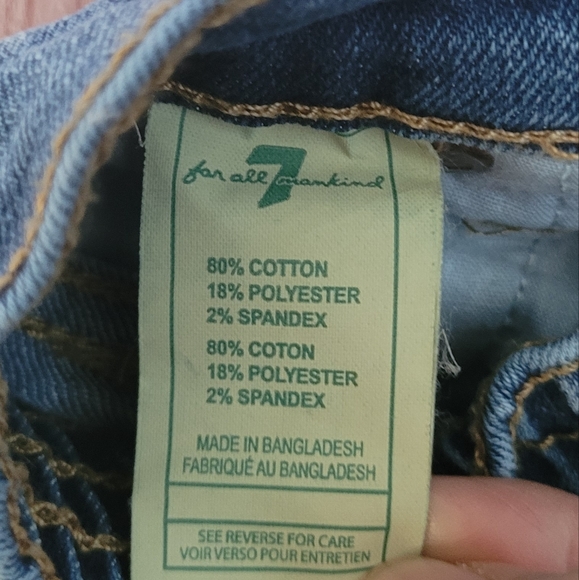 7
for all mankind
80% COTTON
18% POLYESTER
2% SPANDEX
80% COTON
18% POLYESTER
2% SPANDEX
MADE IN BANGLADESH
FABRIQUÉ AU BANGLADESH
SEE REVERSE FOR CARE
VOIR VERSO POUR ENTRETIEN